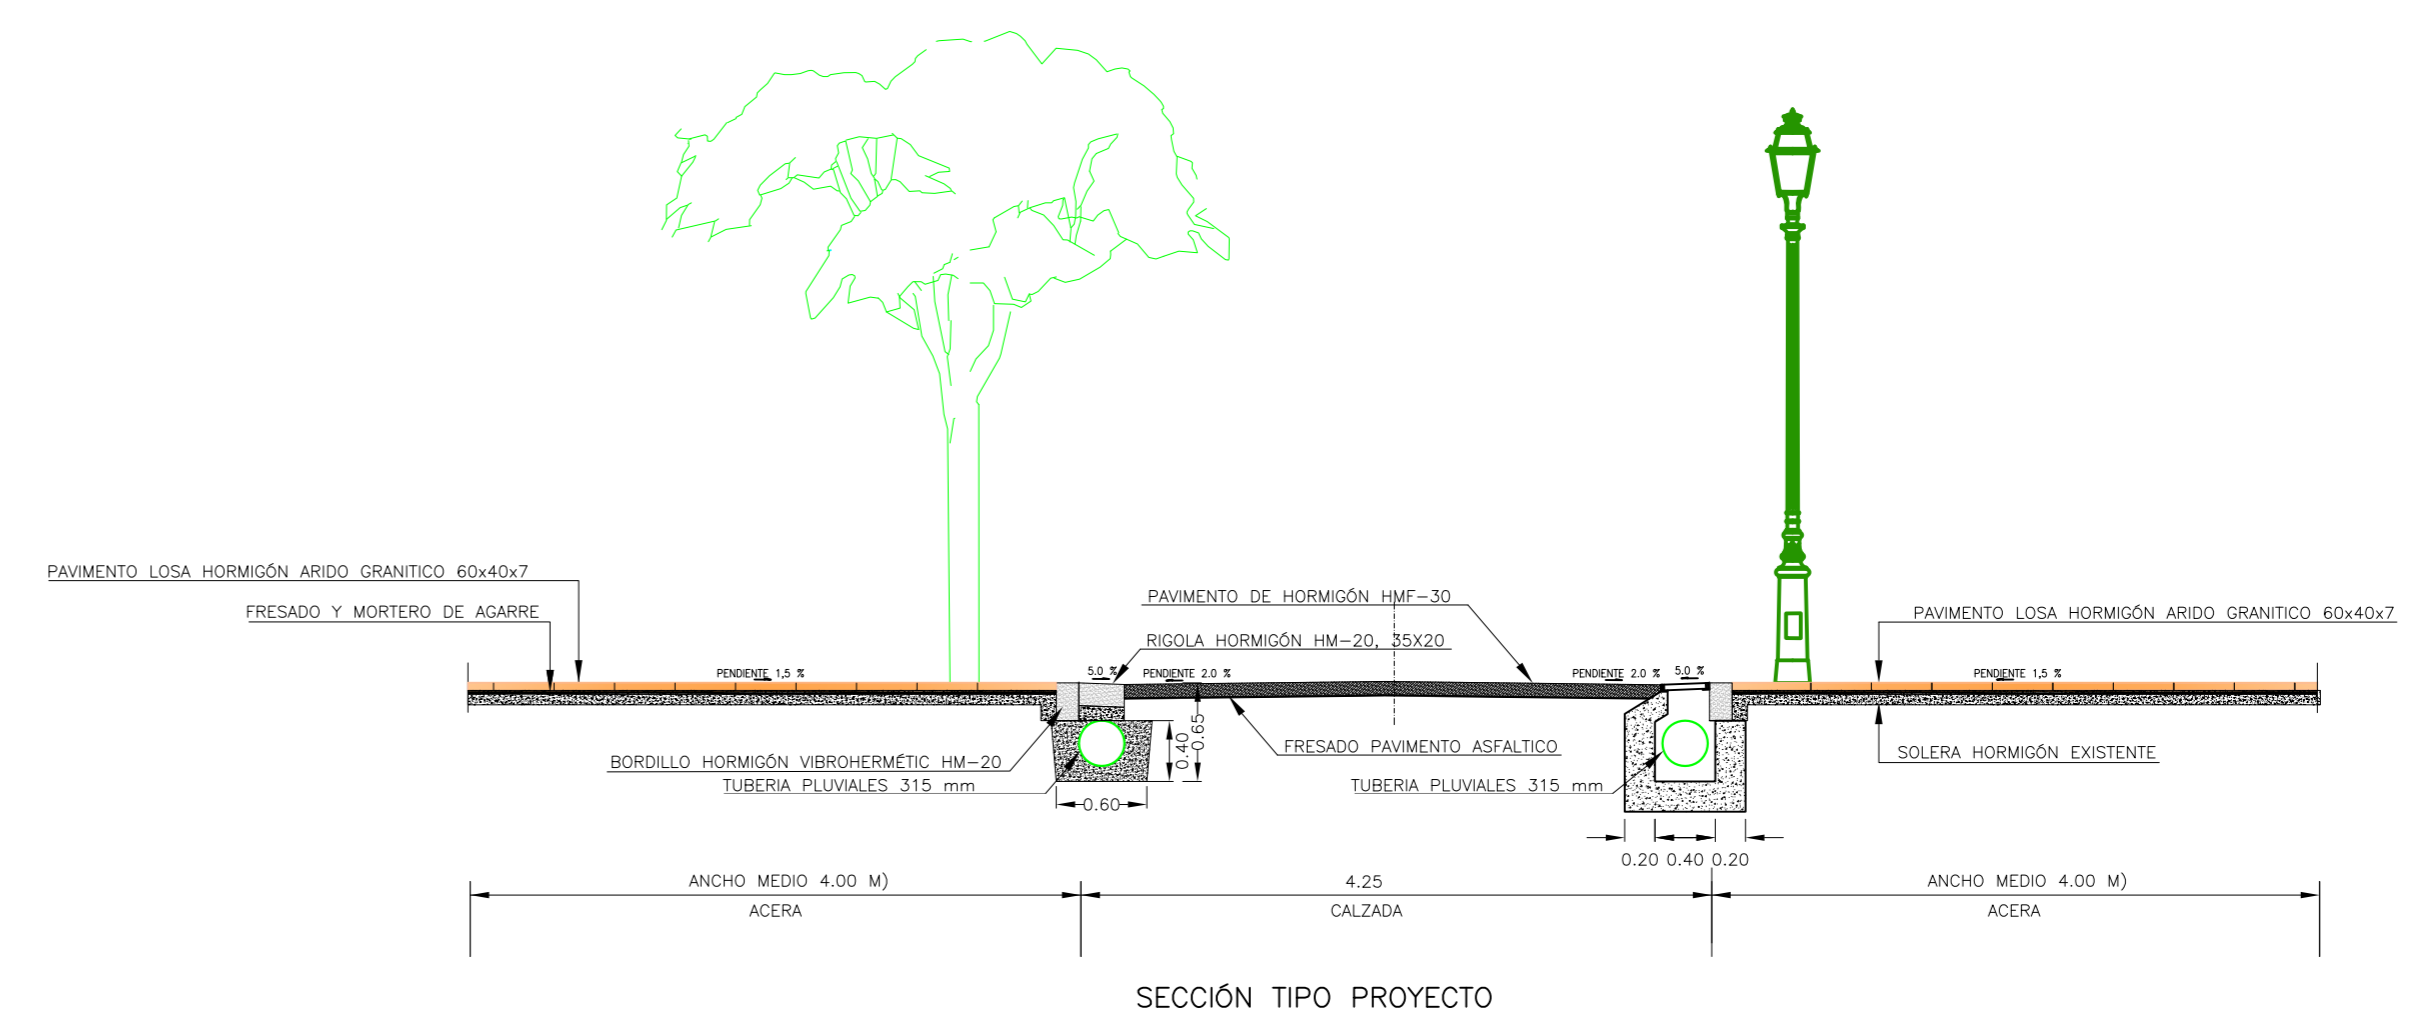 PAVIMENTO LOSA HORMIGÓN ARIDO GRANITICO 60x40x7
FRESADO Y MORTERO DE AGARRE
PAVIMENTO DE HORMIGÓN HMF-30
PAVIMENTO LOSA HORMIGÓN ARIDO GRANITICO 60x40x7
RIGOLA HORMIGÓN HM-20, 35X20
PENDIENTE 1,5 %
5.0 %
PENDIENTE 2.0 %
PENDIENTE 2.0 %
5.0 %
PENDIENTE 1,5 %
0.40
0.65
FRESADO PAVIMENTO ASFALTICO
SOLERA HORMIGÓN EXISTENTE
BORDILLO HORMIGÓN VIBROHERMÉTIC HM-20
TUBERIA PLUVIALES 315 mm
TUBERIA PLUVIALES 315 mm
0.60
0.20 0.40 0.20
ANCHO MEDIO 4.00 M)
4.25
ANCHO MEDIO 4.00 M)
ACERA
CALZADA
ACERA
SECCIÓN TIPO PROYECTO